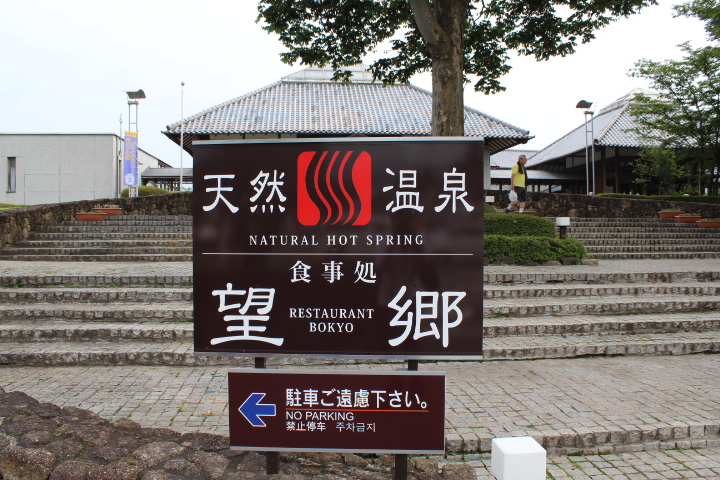 天然 温泉
NATURAL HOT SPRING
食事処
望 RESTAURANT BOKYO 郷
駐車ご遠慮下さい。
NO PARKING
禁止停车 주차금지